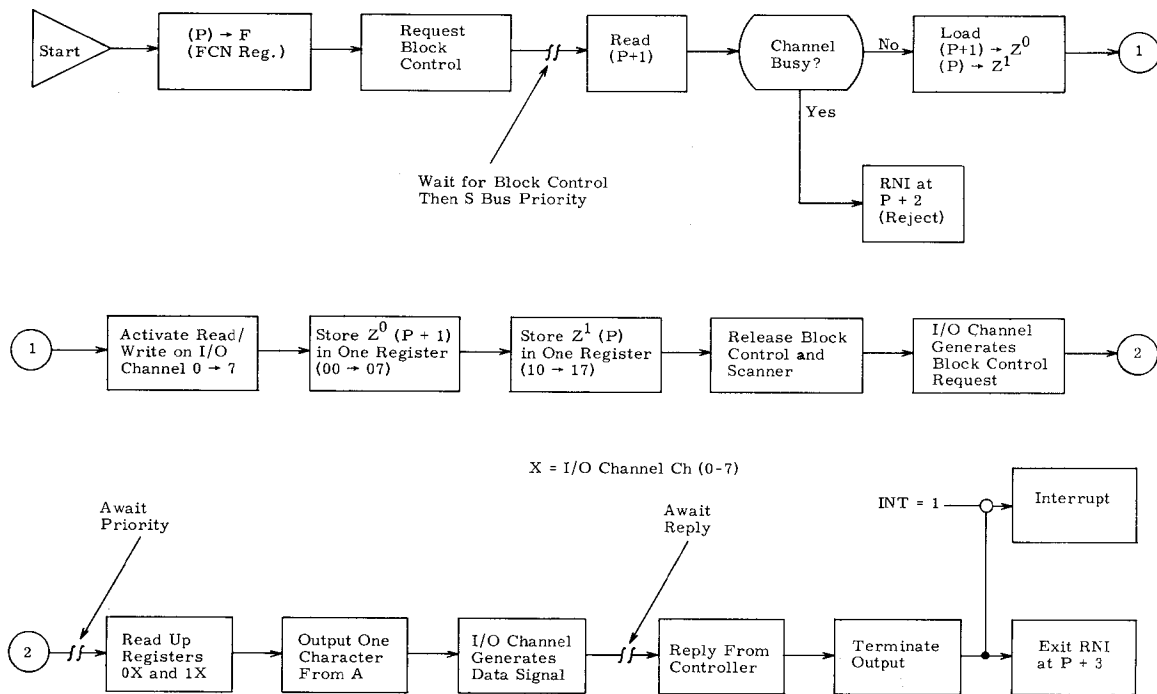 Start
(P) → F
(FCN Reg.)
Request
Block
Control
Read
(P+1)
Channel
Busy?
No
Load
(P+1) → Z⁰
(P) → Z¹
1
Yes
Wait for Block Control
Then S Bus Priority
RNI at
P + 2
(Reject)
1
Activate Read/
Write on I/O
Channel 0 → 7
Store Z⁰ (P + 1)
in One Register
(00 → 07)
Store Z¹ (P)
in One Register
(10 → 17)
Release Block
Control and
Scanner
I/O Channel
Generates
Block Control
Request
2
X = I/O Channel Ch (0-7)
Await
Priority
Await
Reply
INT = 1
Interrupt
2
Read Up
Registers
0X and 1X
Output One
Character
From A
I/O Channel
Generates
Data Signal
Reply From
Controller
Terminate
Output
Exit RNI
at P + 3